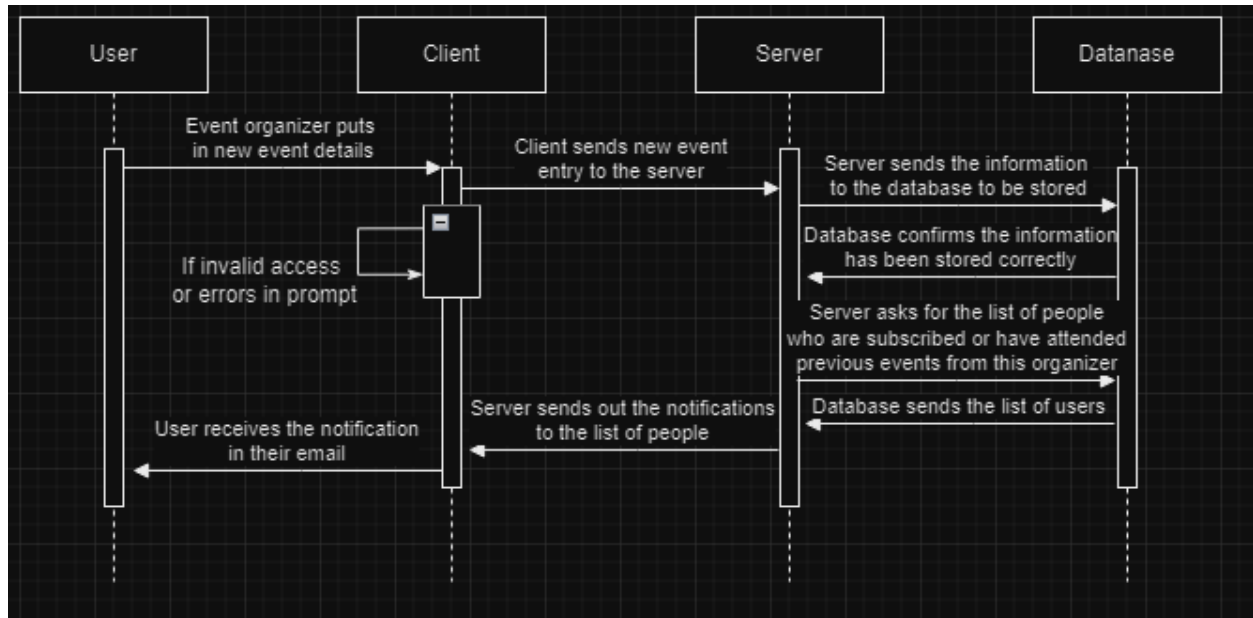 User
Client
Server
Datanase
Event organizer puts
in new event details
Client sends new event
entry to the server
Server sends the information
to the database to be stored
Database confirms the information
has been stored correctly
If invalid access
or errors in prompt
Server asks for the list of people
who are subscribed or have attended
previous events from this organizer
Database sends the list of users
Server sends out the notifications
to the list of people
User receives the notification
in their email